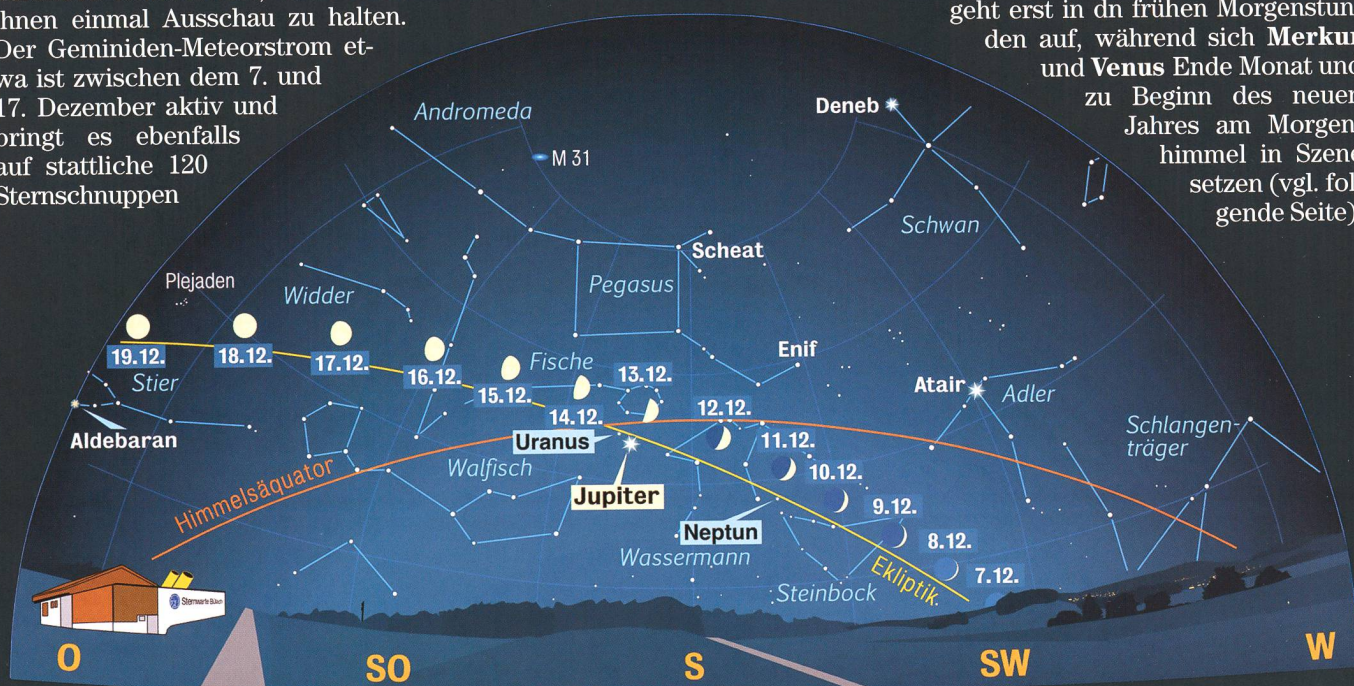 ihnen einmal Ausschau zu halten.
Der Geminiden-Meteorstrom et-
wa ist zwischen dem 7. und
17. Dezember aktiv und
bringt es ebenfalls
auf stattliche 120
Sternschnuppen
geht erst in dn frühen Morgenstun
den auf, während sich Merkur
und Venus Ende Monat und
zu Beginn des neuen
Jahres am Morgen
himmel in Szene
setzen (vgl. fol
gende Seite)
Andromeda
M 31
Deneb
Schwan
Scheat
Pegasus
Plejaden
Widder
Fische
Enif
Atair
Adler
Schlangen-
träger
19.12.
18.12.
17.12.
16.12.
15.12.
14.12.
13.12.
12.12.
11.12.
10.12.
9.12.
8.12.
7.12.
Stier
Aldebaran
Uranus
Jupiter
Walfisch
Neptun
Himmelsäquator
Wassermann
Steinbock
Ekliptik
Sternwarte Bülach
O
SO
S
SW
W